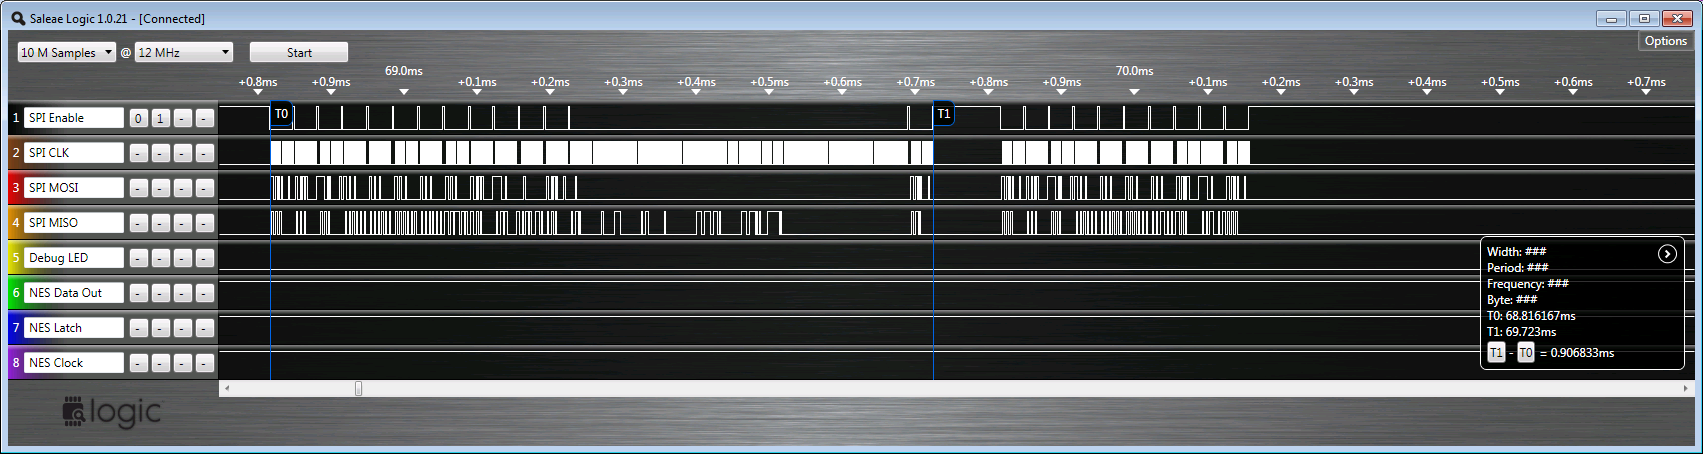 Saleae Logic 1.0.21 - [Connected]
Options
10 M Samples @ 12 MHz Start
69.0ms 70.0ms
+0.8ms +0.9ms +0.1ms +0.2ms +0.3ms +0.4ms +0.5ms +0.7ms +0.8ms +0.9ms +0.1ms +0.2ms +0.3ms +0.4ms +0.5ms +0.6ms +0.7ms
1 SPI Enable 0 1 - - T0 T1
2 SPI CLK - - - -
3 SPI MOSI - - - -
4 SPI MISO - - - -
5 Debug LED - - - -
6 NES Data Out - - - -
7 NES Latch - - - -
8 NES Clock - - - -
Width: ###
Period: ###
Frequency: ###
Byte: ###
T0: 68.816167ms
T1: 69.723ms
T1 - T0 = 0.906833ms
logic